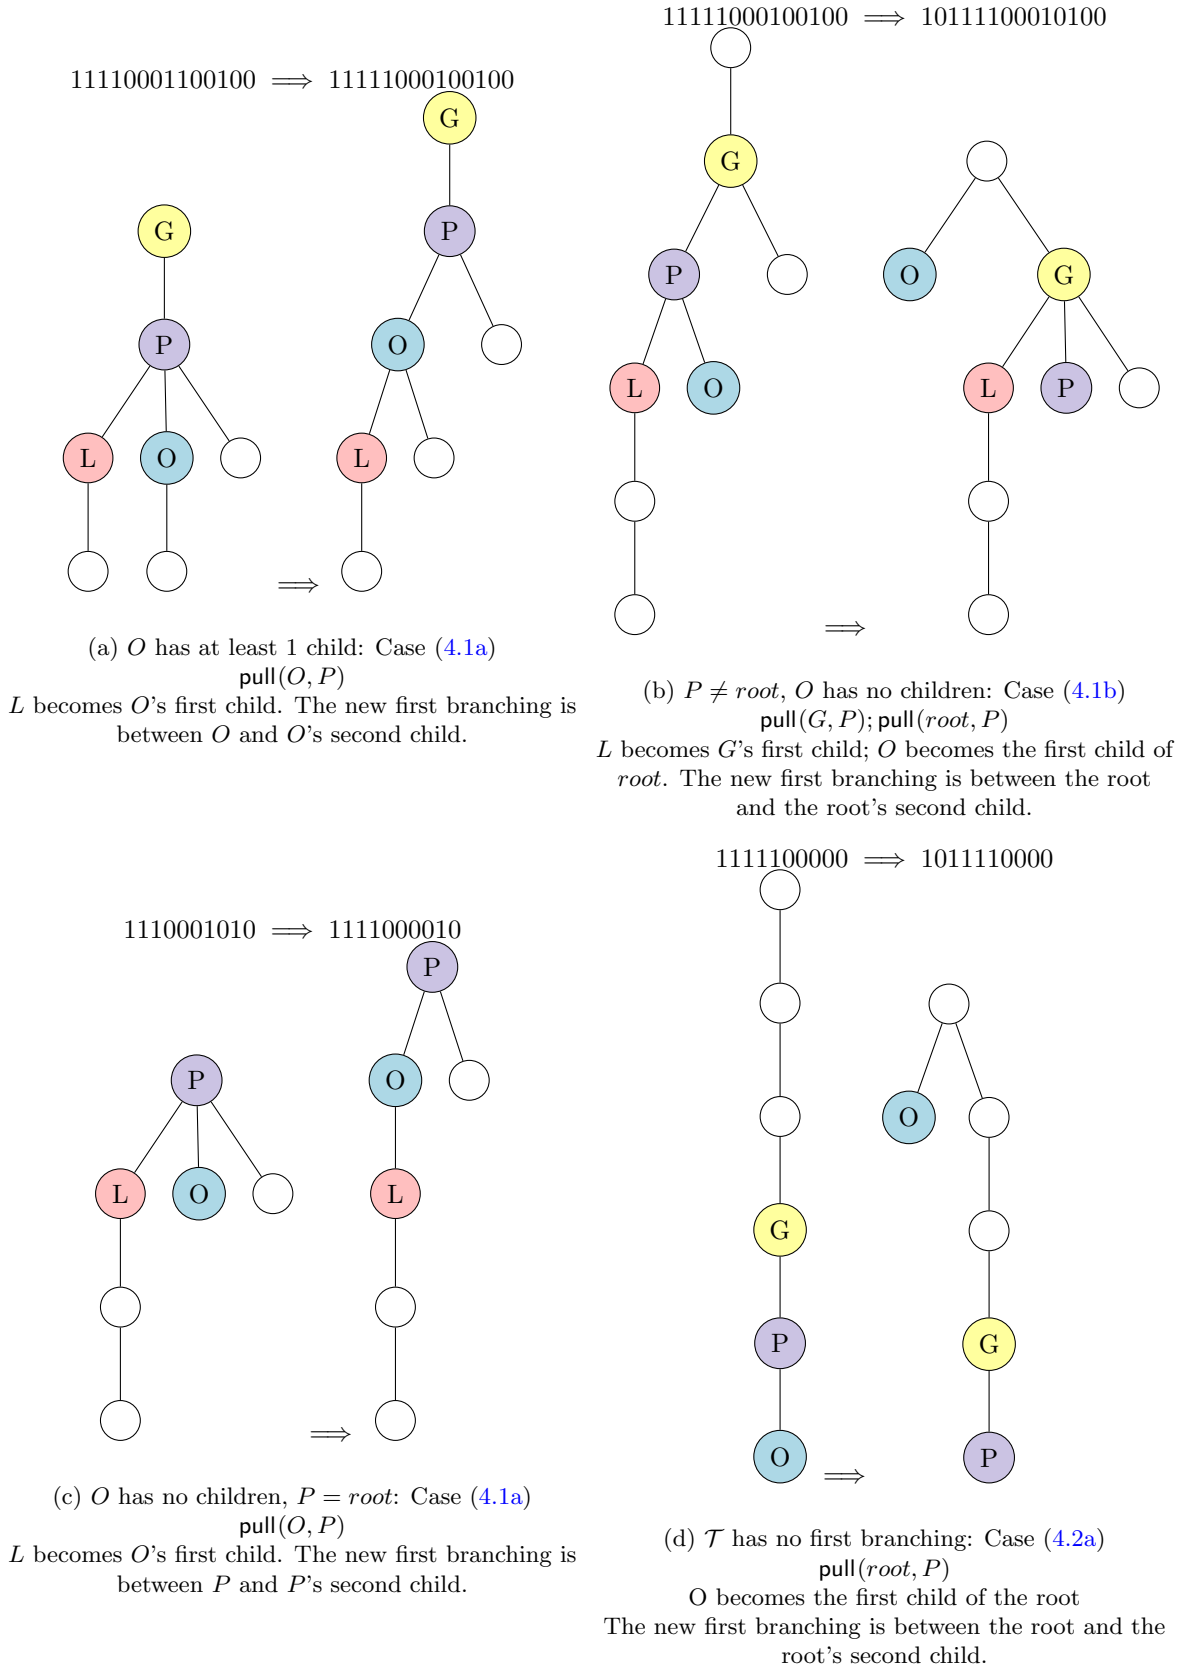 11110001100100 ⟹ 11111000100100
G
P
L O
G
P
O
L
⟹
(a) O has at least 1 child: Case (4.1a)
pull(O, P)
L becomes O's first child. The new first branching is
between O and O's second child.
11111000100100 ⟹ 10111100010100
G
P
L O
O G
L P
⟹
(b) P ≠ root, O has no children: Case (4.1b)
pull(G, P); pull(root, P)
L becomes G's first child; O becomes the first child of
root. The new first branching is between the root
and the root's second child.
1110001010 ⟹ 1111000010
P
L O
P
O
L
⟹
(c) O has no children, P = root: Case (4.1a)
pull(O, P)
L becomes O's first child. The new first branching is
between P and P's second child.
1111100000 ⟹ 1011110000
G
P
O
O
G
P
⟹
(d) 𝒯 has no first branching: Case (4.2a)
pull(root, P)
O becomes the first child of the root
The new first branching is between the root and the
root's second child.